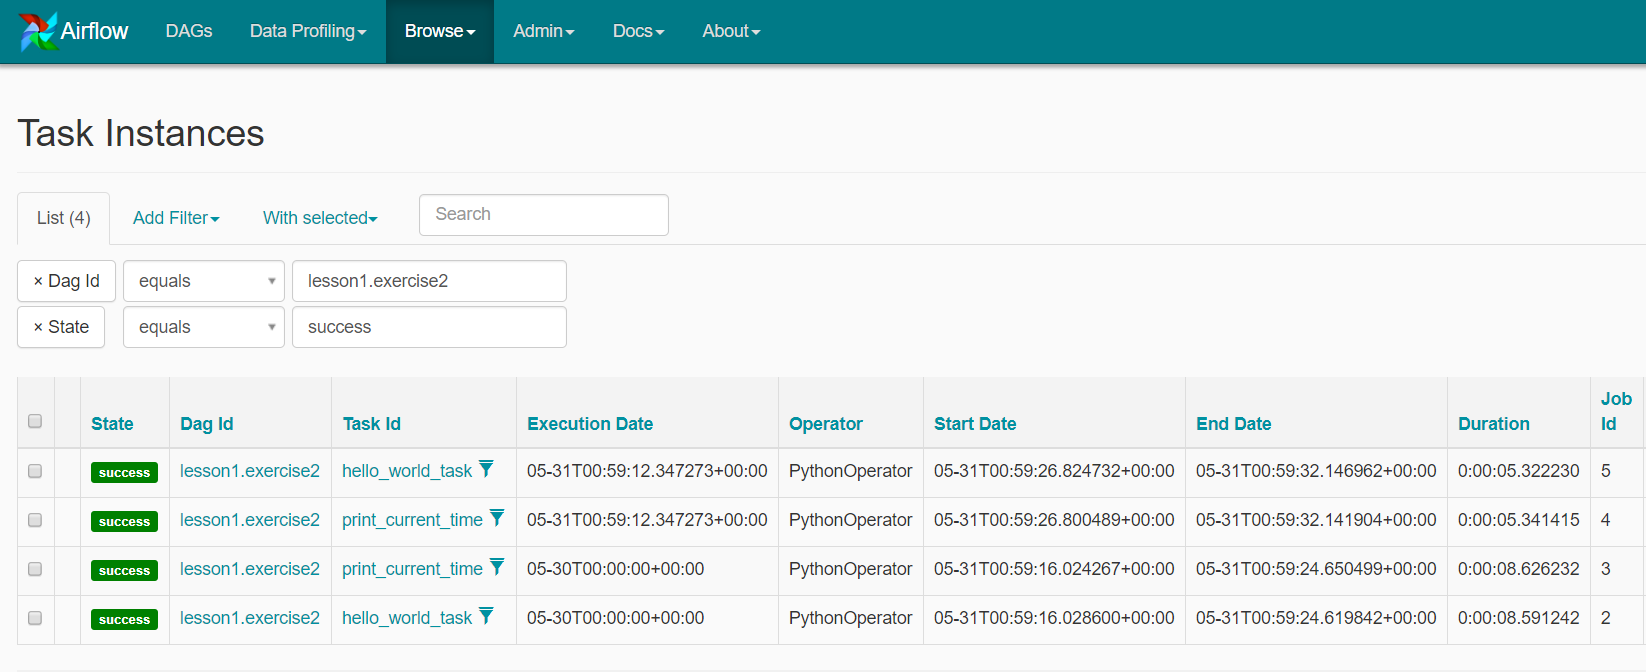 Airflow DAGs Data Profiling Browse Admin Docs About
Task Instances
List (4) Add Filter With selected Search
× Dag Id equals lesson1.exercise2
× State equals success
State Dag Id Task Id Execution Date Operator Start Date End Date Duration Job Id
success lesson1.exercise2 hello_world_task 05-31T00:59:12.347273+00:00 PythonOperator 05-31T00:59:26.824732+00:00 05-31T00:59:32.146962+00:00 0:00:05.322230 5
success lesson1.exercise2 print_current_time 05-31T00:59:12.347273+00:00 PythonOperator 05-31T00:59:26.800489+00:00 05-31T00:59:32.141904+00:00 0:00:05.341415 4
success lesson1.exercise2 print_current_time 05-30T00:00:00+00:00 PythonOperator 05-31T00:59:16.024267+00:00 05-31T00:59:24.650499+00:00 0:00:08.626232 3
success lesson1.exercise2 hello_world_task 05-30T00:00:00+00:00 PythonOperator 05-31T00:59:16.028600+00:00 05-31T00:59:24.619842+00:00 0:00:08.591242 2